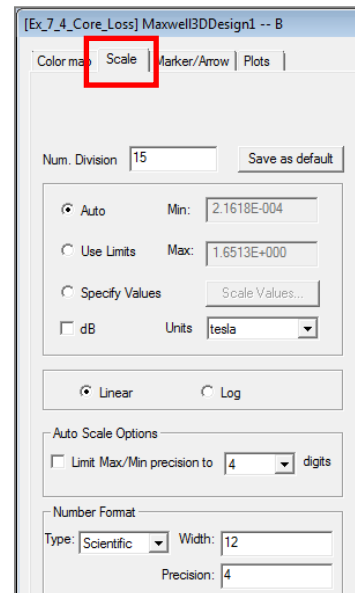 [Ex_7_4_Core_Loss] Maxwell3DDesign1 -- B
Color map Scale Marker/Arrow Plots
Num. Division 15 Save as default
Auto Min: 2.1618E-004
Use Limits Max: 1.6513E+000
Specify Values Scale Values...
dB Units tesla
Linear Log
Auto Scale Options
Limit Max/Min precision to 4 digits
Number Format
Type: Scientific Width: 12
Precision: 4